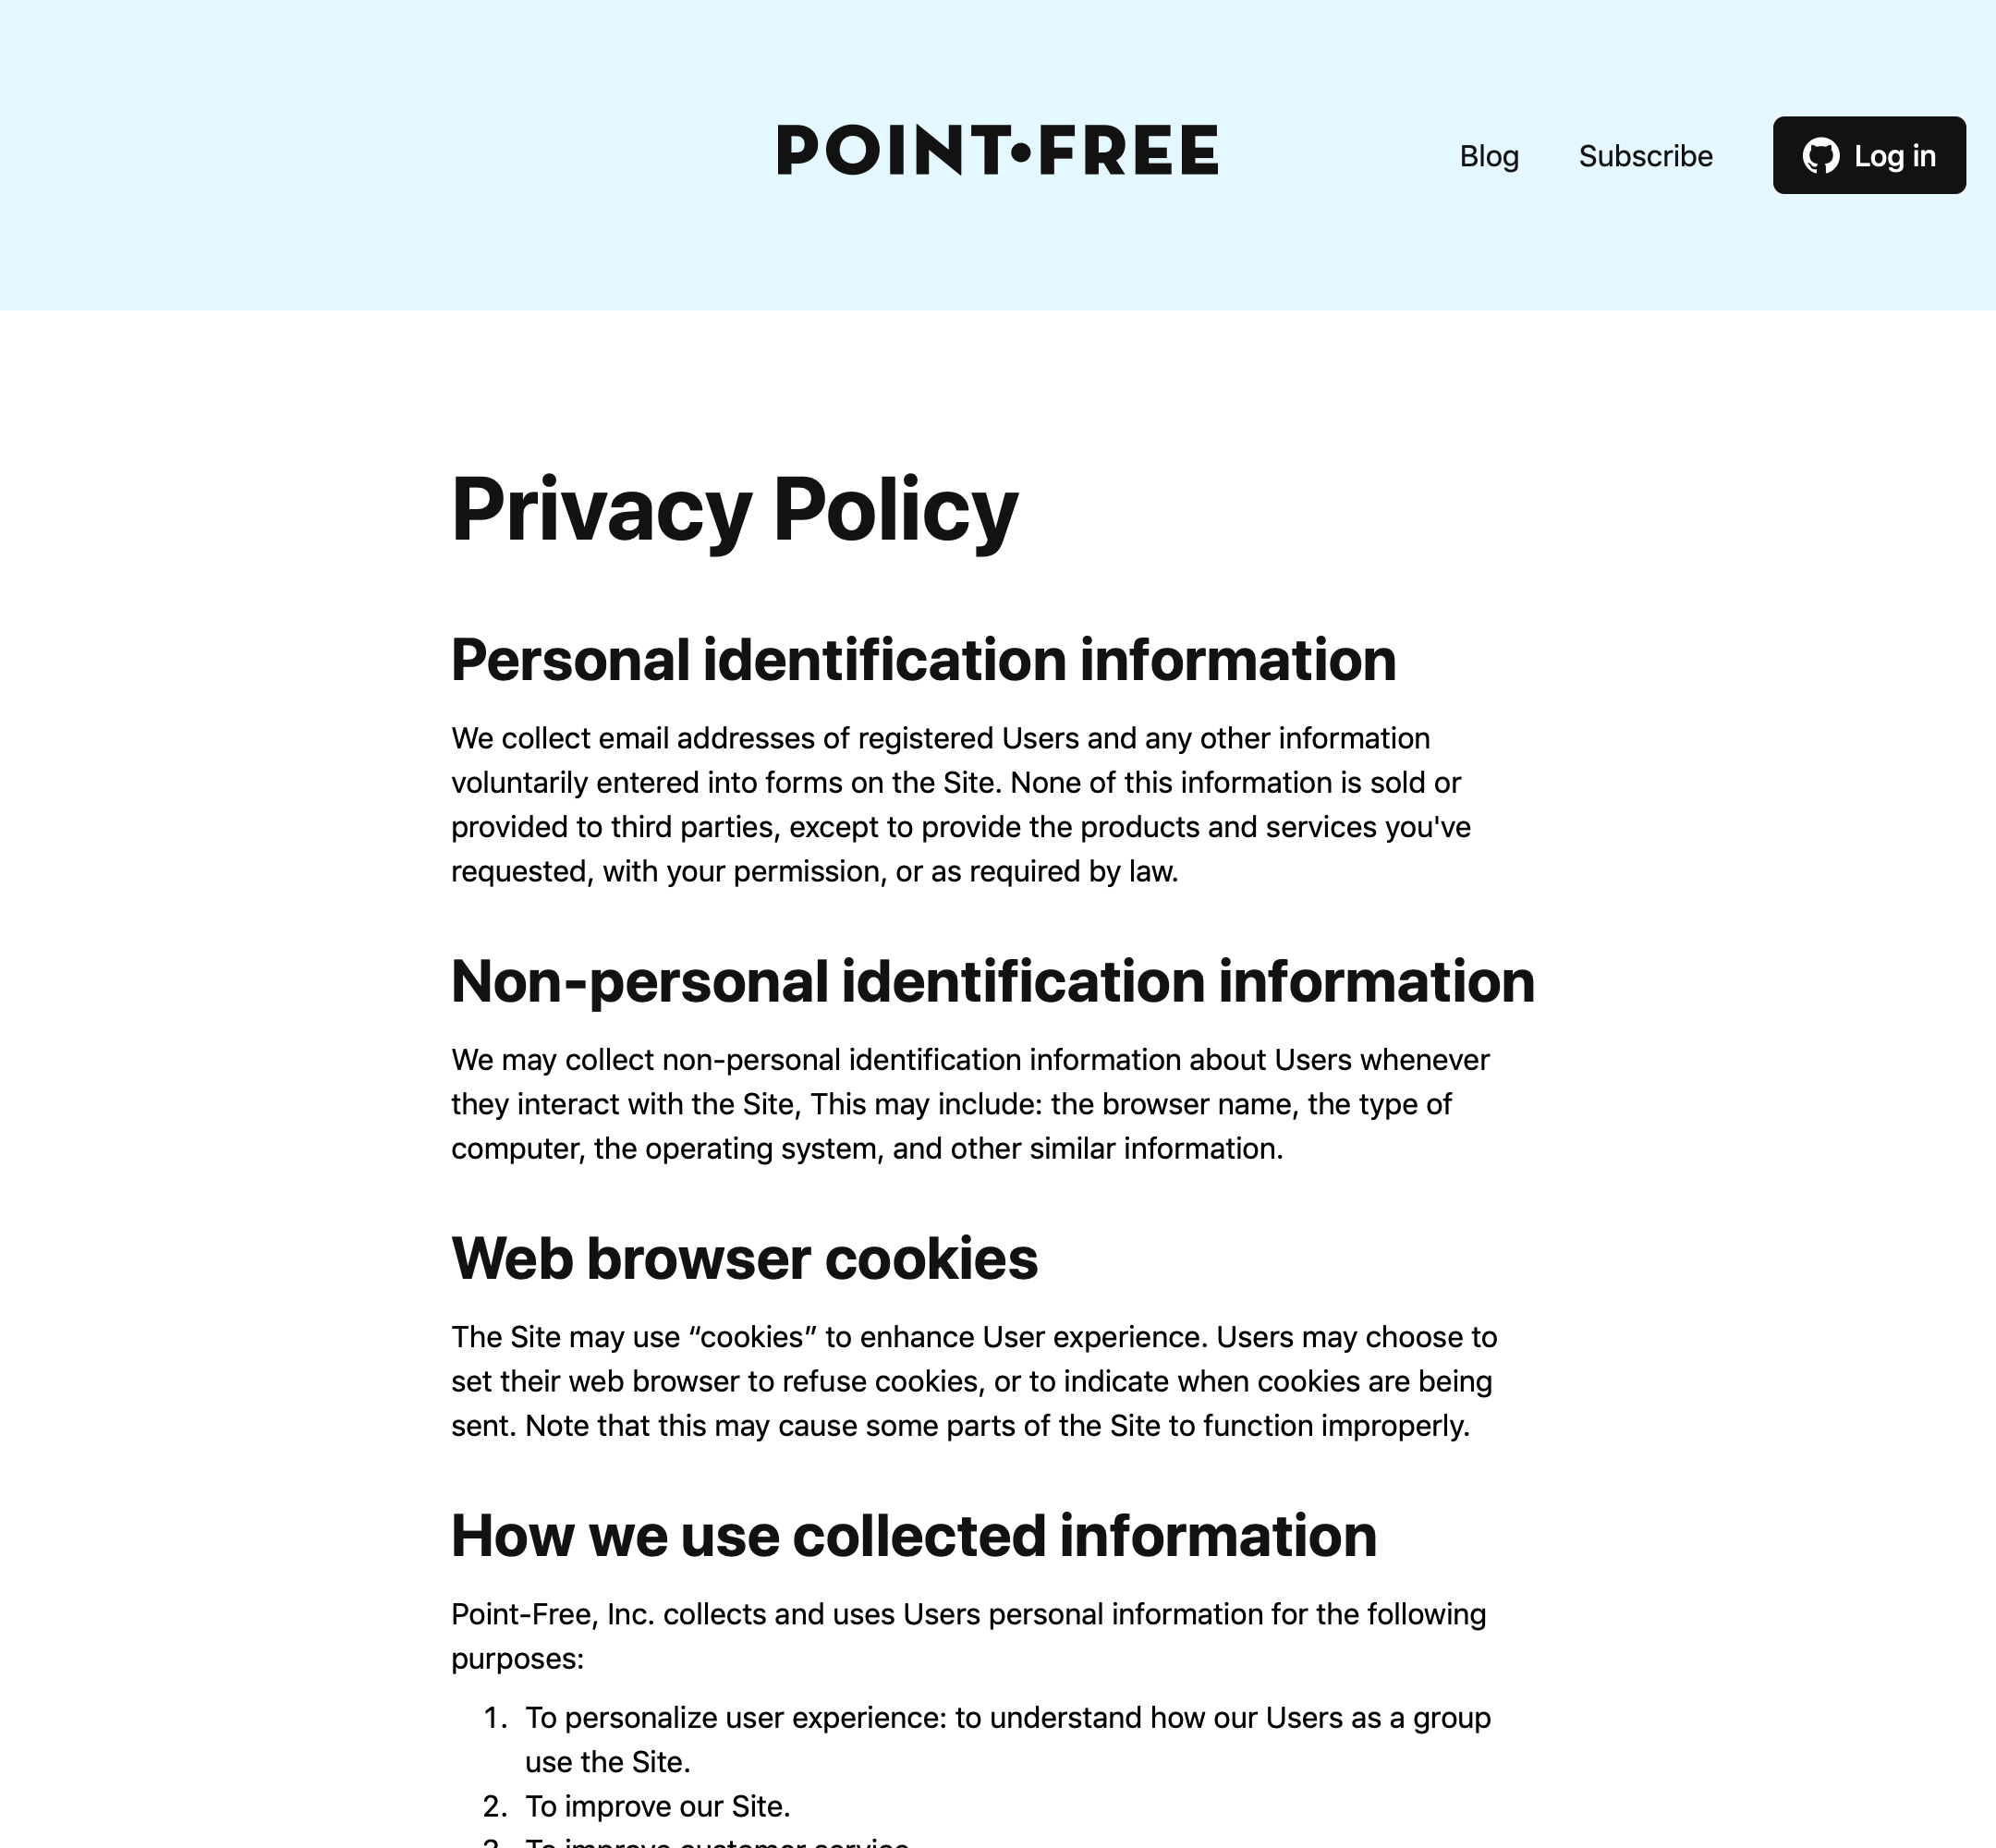 POINT•FREE
Blog
Subscribe
Log in
Privacy Policy
Personal identification information
We collect email addresses of registered Users and any other information
voluntarily entered into forms on the Site. None of this information is sold or
provided to third parties, except to provide the products and services you've
requested, with your permission, or as required by law.
Non-personal identification information
We may collect non-personal identification information about Users whenever
they interact with the Site, This may include: the browser name, the type of
computer, the operating system, and other similar information.
Web browser cookies
The Site may use “cookies” to enhance User experience. Users may choose to
set their web browser to refuse cookies, or to indicate when cookies are being
sent. Note that this may cause some parts of the Site to function improperly.
How we use collected information
Point-Free, Inc. collects and uses Users personal information for the following
purposes:
1. To personalize user experience: to understand how our Users as a group
use the Site.
2. To improve our Site.
3. To improve customer service.